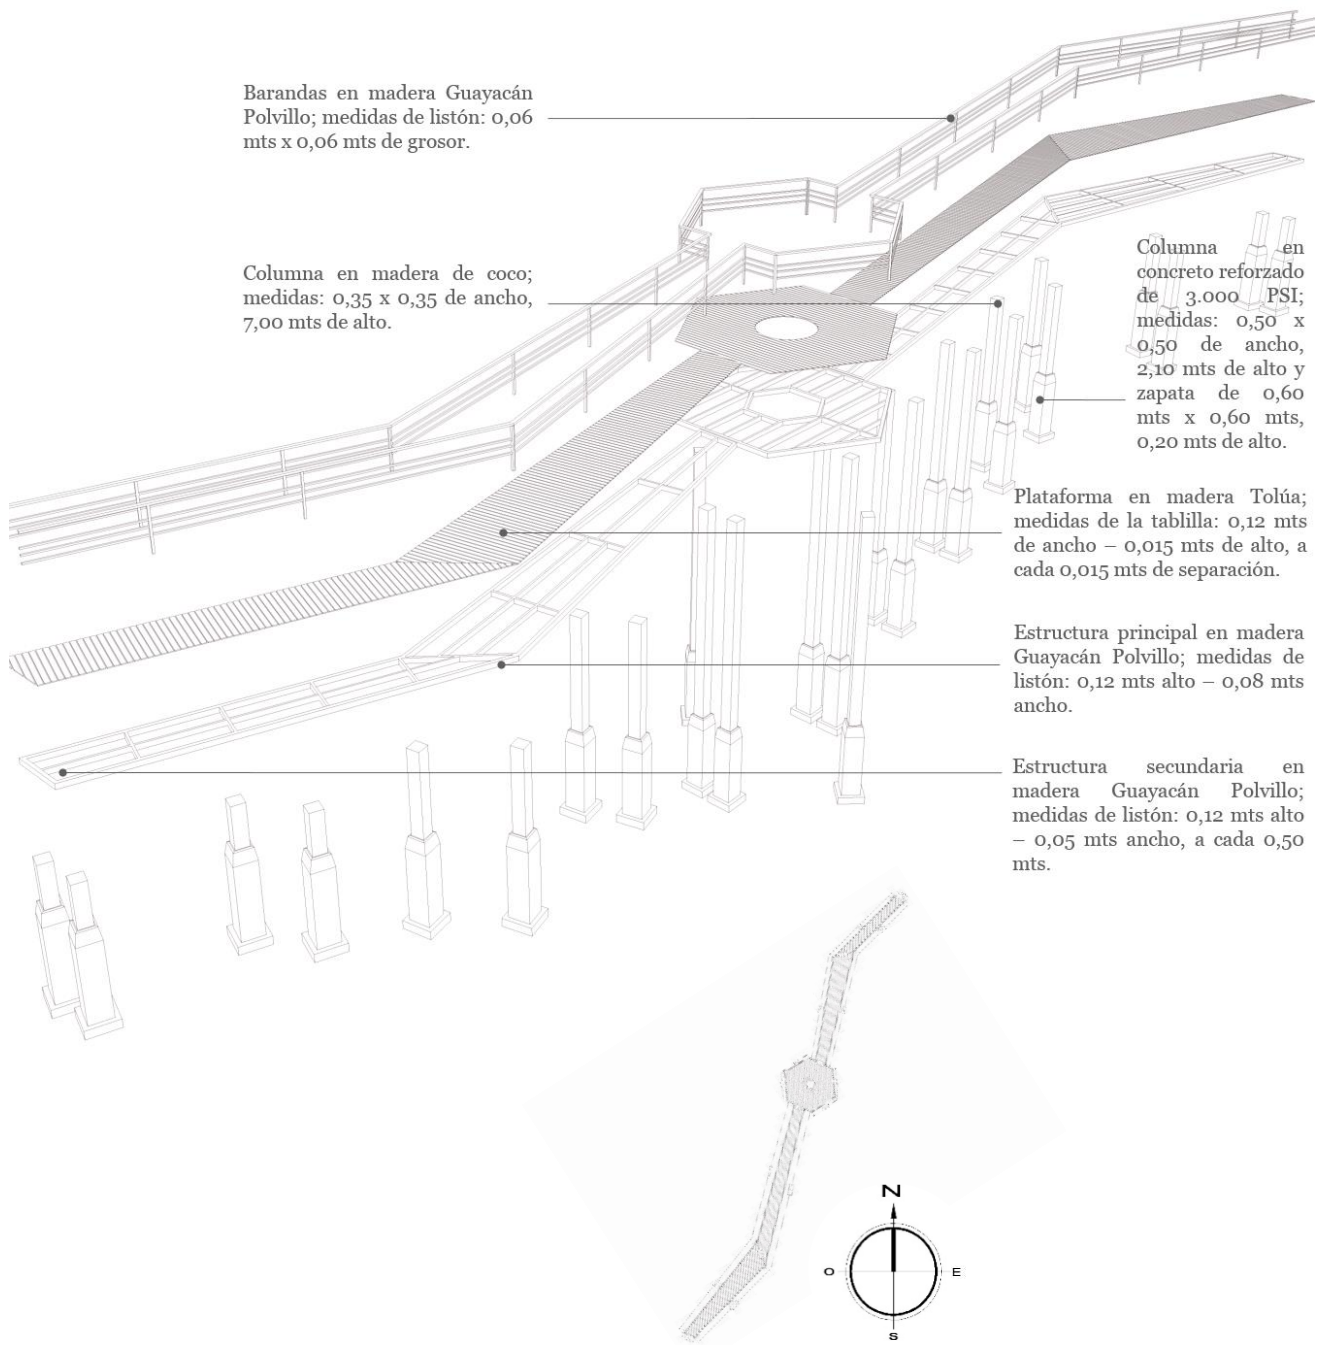 Barandas en madera Guayacán
Polvillo; medidas de listón: 0,06
mts x 0,06 mts de grosor.
Columna en madera de coco;
medidas: 0,35 x 0,35 de ancho,
7,00 mts de alto.
Columna en
concreto reforzado
de 3.000 PSI;
medidas: 0,50 x
0,50 de ancho,
2,10 mts de alto y
zapata de 0,60
mts x 0,60 mts,
0,20 mts de alto.
Plataforma en madera Tolúa;
medidas de la tablilla: 0,12 mts
de ancho – 0,015 mts de alto, a
cada 0,015 mts de separación.
Estructura principal en madera
Guayacán Polvillo; medidas de
listón: 0,12 mts alto – 0,08 mts
ancho.
Estructura secundaria en
madera Guayacán Polvillo;
medidas de listón: 0,12 mts alto
– 0,05 mts ancho, a cada 0,50
mts.
N
O E
S